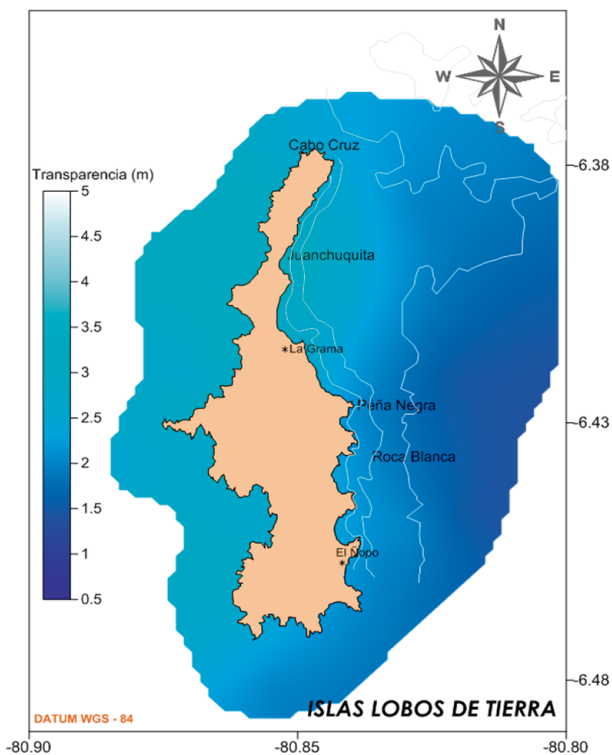 N
W E
S
Cabo Cruz
-6.38
Transparencia (m)
5
4.5
4
3.5
3
2.5
2
1.5
1
0.5
Juanchuquita
*La Grama
Peña Negra
-6.43
Roca Blanca
El Ñopo
*
-6.48
ISLAS LOBOS DE TIERRA
DATUM WGS - 84
-80.90 -80.85 -80.80